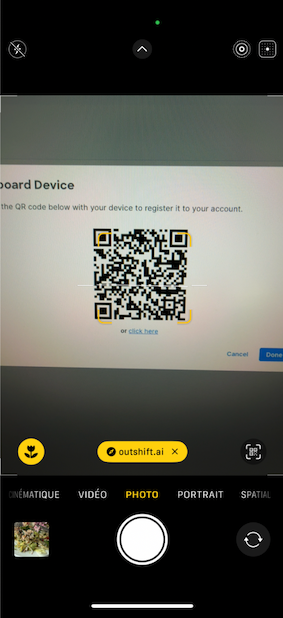 board Device
the QR code below with your device to register it to your account.
or click here
Cancel
Done
outshift.ai
CINÉMATIQUE
VIDÉO
PHOTO
PORTRAIT
SPATIAL